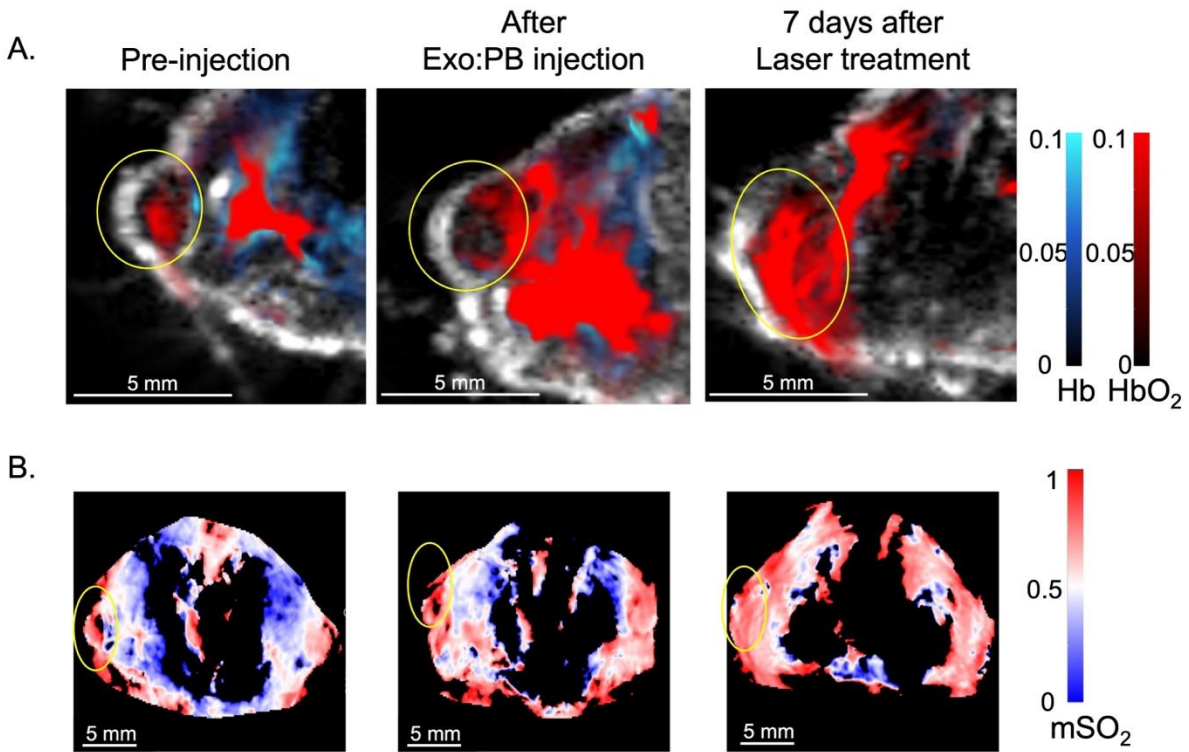 A.
Pre-injection
After
Exo:PB injection
7 days after
Laser treatment
5 mm
5 mm
5 mm
0.1
0.1
0.05
0.05
0
0
Hb
HbO₂
B.
5 mm
5 mm
5 mm
1
0.5
0
mSO₂